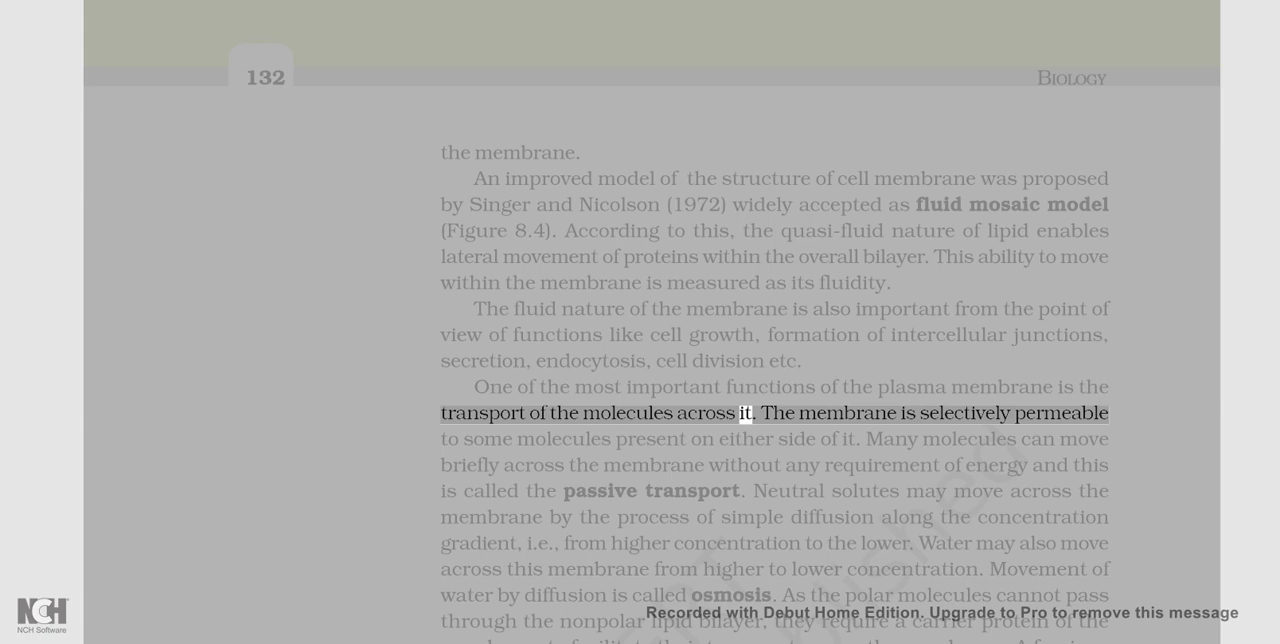 132
BIOLOGY
the membrane.
An improved model of the structure of cell membrane was proposed
by Singer and Nicolson (1972) widely accepted as fluid mosaic model
(Figure 8.4). According to this, the quasi-fluid nature of lipid enables
lateral movement of proteins within the overall bilayer. This ability to move
within the membrane is measured as its fluidity.
The fluid nature of the membrane is also important from the point of
view of functions like cell growth, formation of intercellular junctions,
secretion, endocytosis, cell division etc.
One of the most important functions of the plasma membrane is the
transport of the molecules across it. The membrane is selectively permeable
to some molecules present on either side of it. Many molecules can move
briefly across the membrane without any requirement of energy and this
is called the passive transport. Neutral solutes may move across the
membrane by the process of simple diffusion along the concentration
gradient, i.e., from higher concentration to the lower. Water may also move
across this membrane from higher to lower concentration. Movement of
water by diffusion is called osmosis. As the polar molecules cannot pass
through the nonpolar lipid bilayer, they require a carrier protein of the
NCH
NCH Software
Recorded with Debut Home Edition. Upgrade to Pro to remove this message